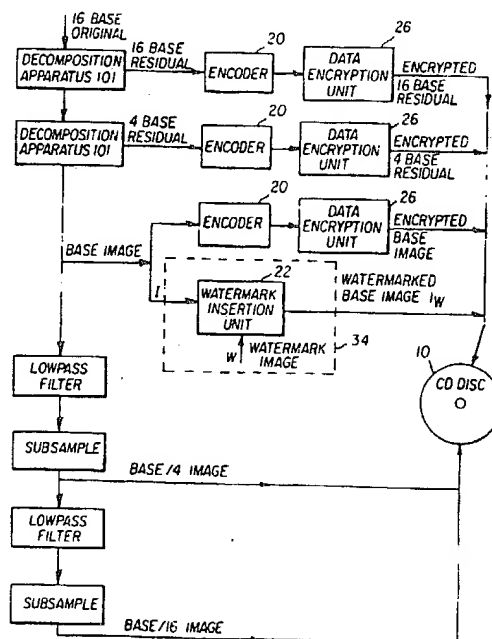 16 BASE
ORIGINAL
DECOMPOSITION
APPARATUS 101
16 BASE
RESIDUAL
20
ENCODER
26
DATA
ENCRYPTION
UNIT
ENCRYPTED
16 BASE
RESIDUAL
DECOMPOSITION
APPARATUS 101
4 BASE
RESIDUAL
20
ENCODER
26
DATA
ENCRYPTION
UNIT
ENCRYPTED
4 BASE
RESIDUAL
BASE IMAGE
20
ENCODER
26
DATA
ENCRYPTION
UNIT
ENCRYPTED
BASE
IMAGE
I
22
WATERMARK
INSERTION
UNIT
WATERMARKED
BASE IMAGE IW
W
WATERMARK
IMAGE
34
10
CD DISC
LOWPASS
FILTER
SUBSAMPLE
BASE/4 IMAGE
LOWPASS
FILTER
SUBSAMPLE
BASE/16 IMAGE